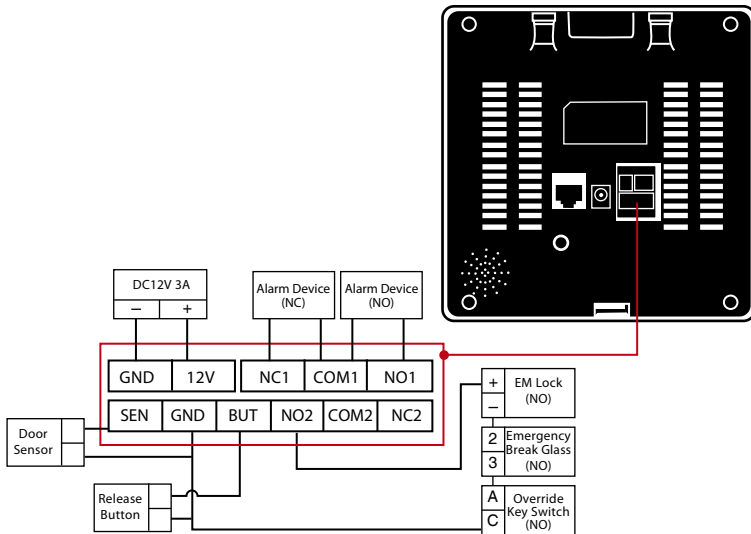 DC12V 3A
– +
Alarm Device
(NC)
Alarm Device
(NO)
GND 12V NC1 COM1 NO1
SEN GND BUT NO2 COM2 NC2
Door
Sensor
Release
Button
+ EM Lock
– (NO)
2 Emergency
Break Glass
3 (NO)
A Override
Key Switch
C (NO)